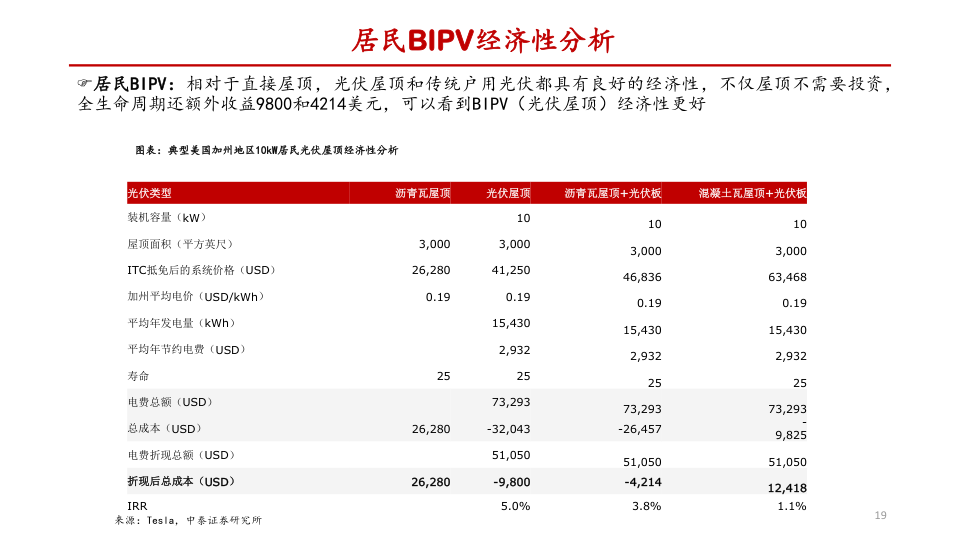 居民BIPV经济性分析
☞居民BIPV：相对于直接屋顶，光伏屋顶和传统户用光伏都具有良好的经济性，不仅屋顶不需要投资，
全生命周期还额外收益9800和4214美元，可以看到BIPV（光伏屋顶）经济性更好
图表：典型美国加州地区10kW居民光伏屋顶经济性分析
光伏类型 沥青瓦屋顶 光伏屋顶 沥青瓦屋顶+光伏板 混凝土瓦屋顶+光伏板
装机容量（kW） 10 10 10
屋顶面积（平方英尺） 3,000 3,000 3,000 3,000
ITC抵免后的系统价格（USD） 26,280 41,250 46,836 63,468
加州平均电价（USD/kWh） 0.19 0.19 0.19 0.19
平均年发电量（kWh） 15,430 15,430 15,430
平均年节约电费（USD） 2,932 2,932 2,932
寿命 25 25 25 25
电费总额（USD） 73,293 73,293 73,293
总成本（USD） 26,280 -32,043 -26,457 -
9,825
电费折现总额（USD） 51,050 51,050 51,050
折现后总成本（USD） 26,280 -9,800 -4,214 12,418
IRR 5.0% 3.8% 1.1%
来源：Tesla，中泰证券研究所
19